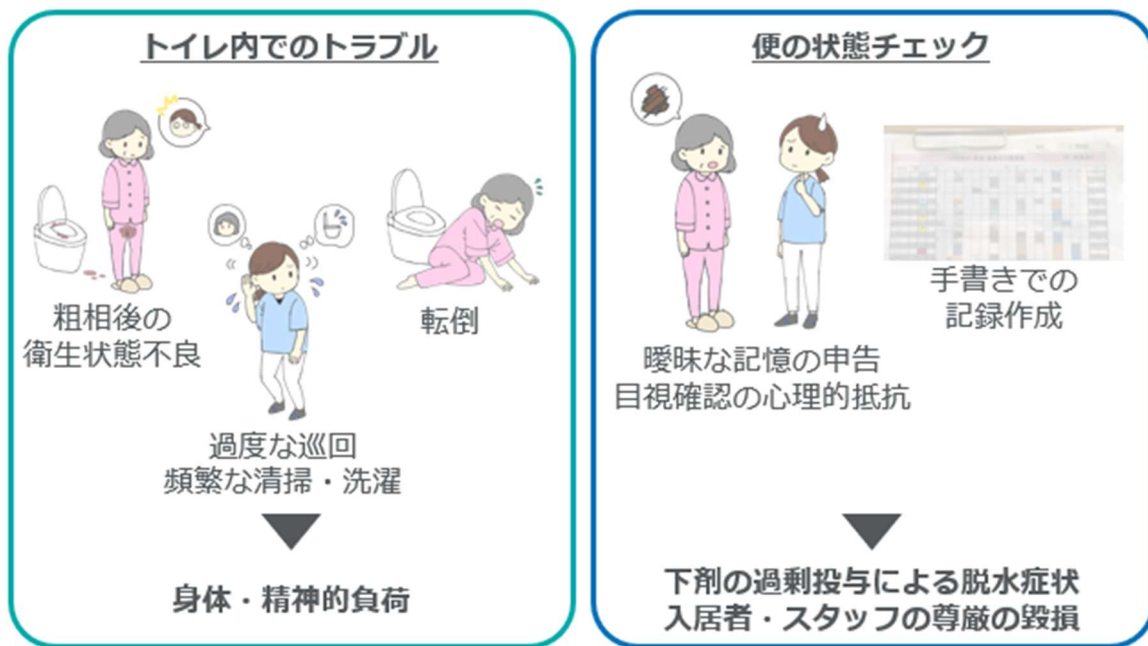 トイレ内でのトラブル
粗相後の
衛生状態不良
過度な巡回
頻繁な清掃・洗濯
転倒
身体・精神的負荷
便の状態チェック
曖昧な記憶の申告
目視確認の心理的抵抗
手書きでの
記録作成
下剤の過剰投与による脱水症状
入居者・スタッフの尊厳の毀損